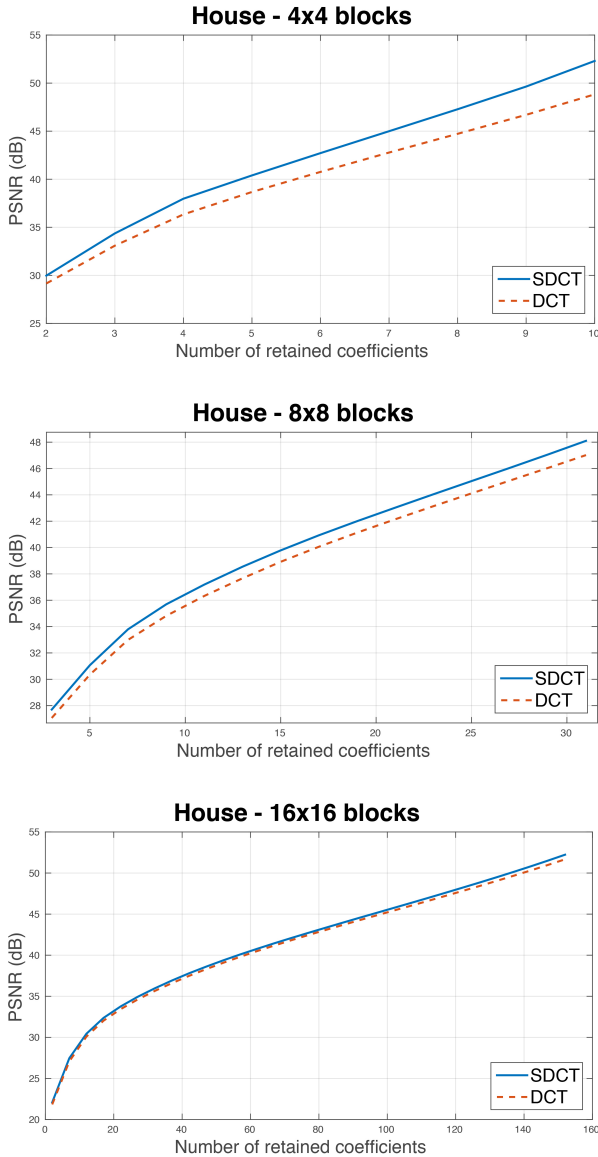 House - 4x4 blocks
55
50
45
40
35
30
25
PSNR (dB)
2 3 4 5 6 7 8 9 10
Number of retained coefficients
SDCT
DCT
House - 8x8 blocks
48
46
44
42
40
38
36
34
32
30
28
PSNR (dB)
5 10 15 20 25 30
Number of retained coefficients
SDCT
DCT
House - 16x16 blocks
55
50
45
40
35
30
25
20
PSNR (dB)
0 20 40 60 80 100 120 140 160
Number of retained coefficients
SDCT
DCT